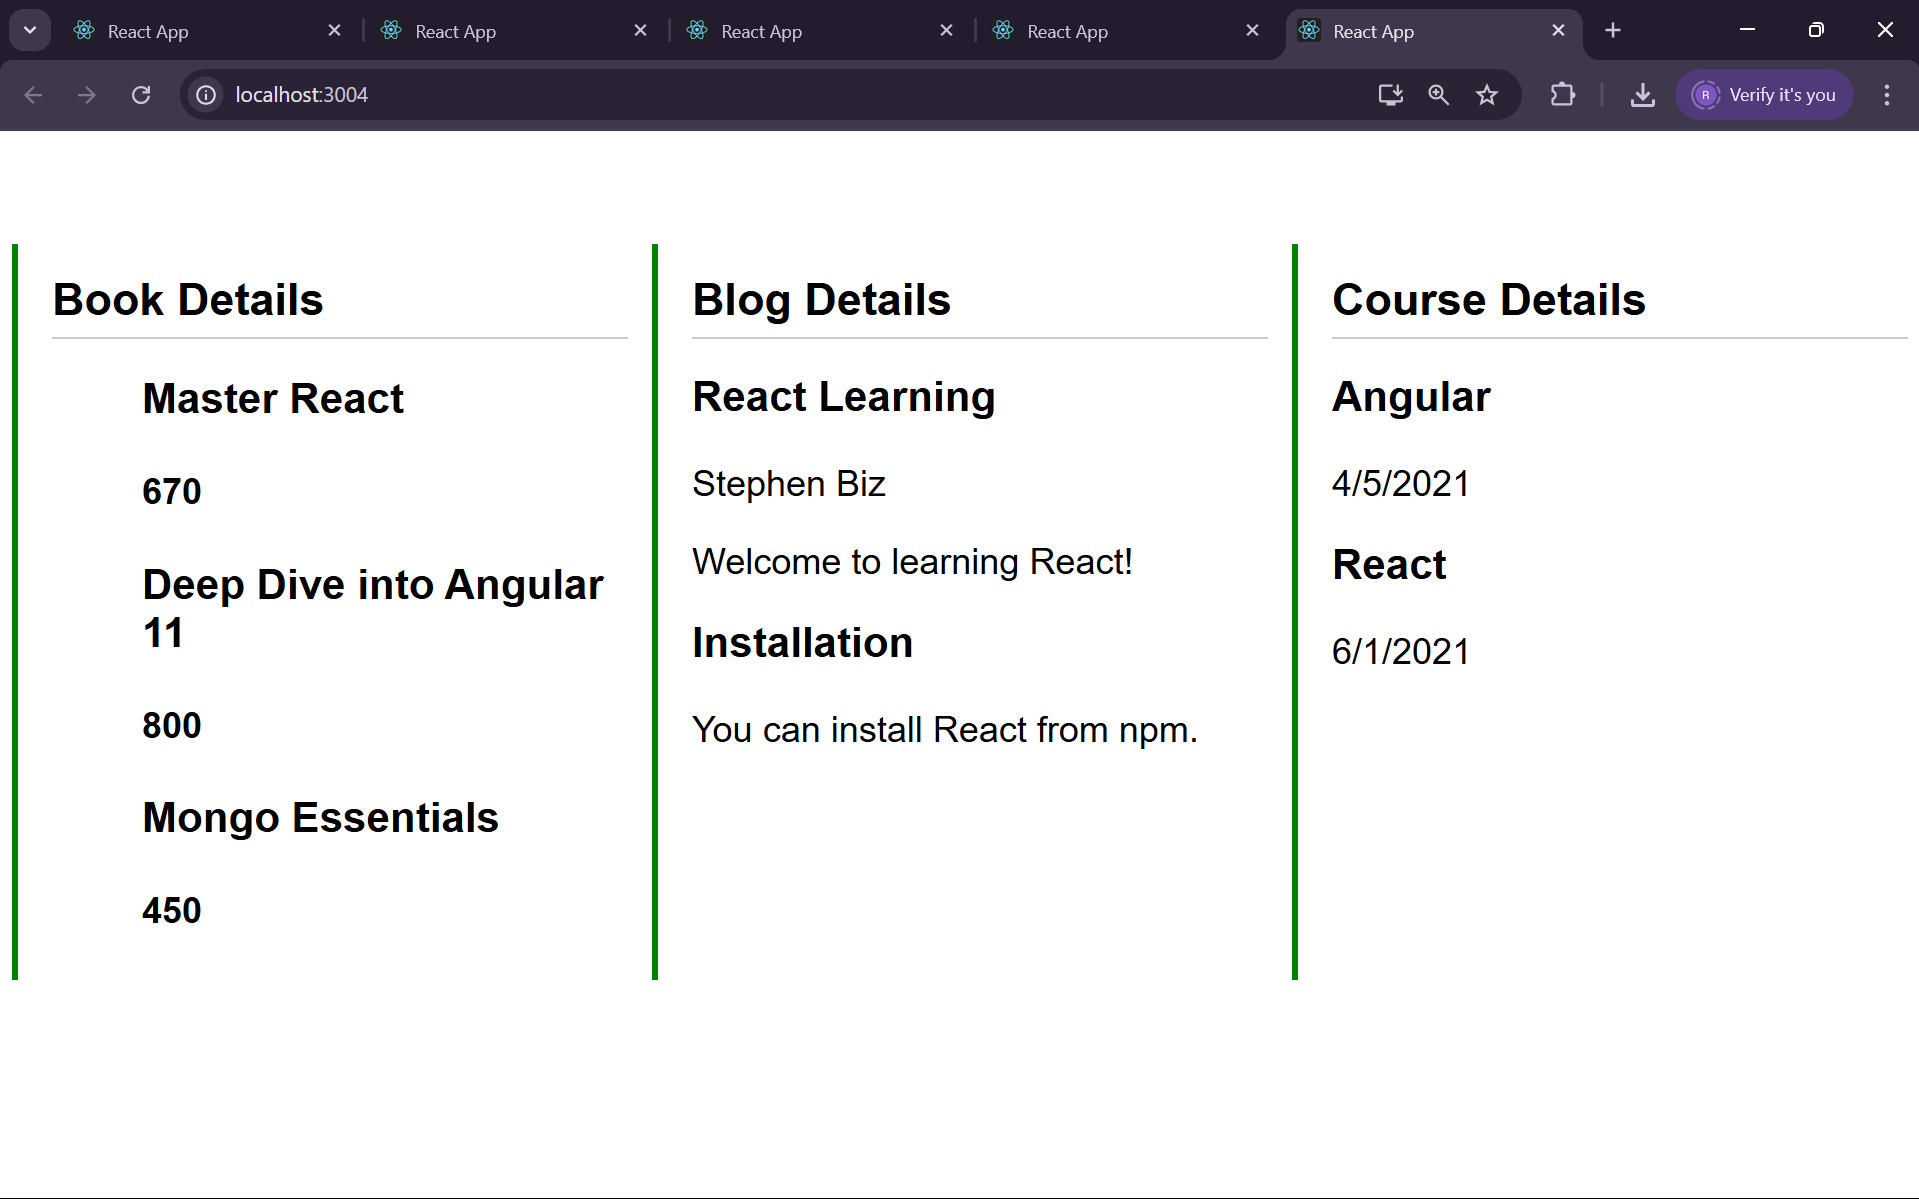 React App
React App
React App
React App
React App
localhost:3004
R
Verify it's you
Book Details
Master React
670
Deep Dive into Angular
11
800
Mongo Essentials
450
Blog Details
React Learning
Stephen Biz
Welcome to learning React!
Installation
You can install React from npm.
Course Details
Angular
4/5/2021
React
6/1/2021